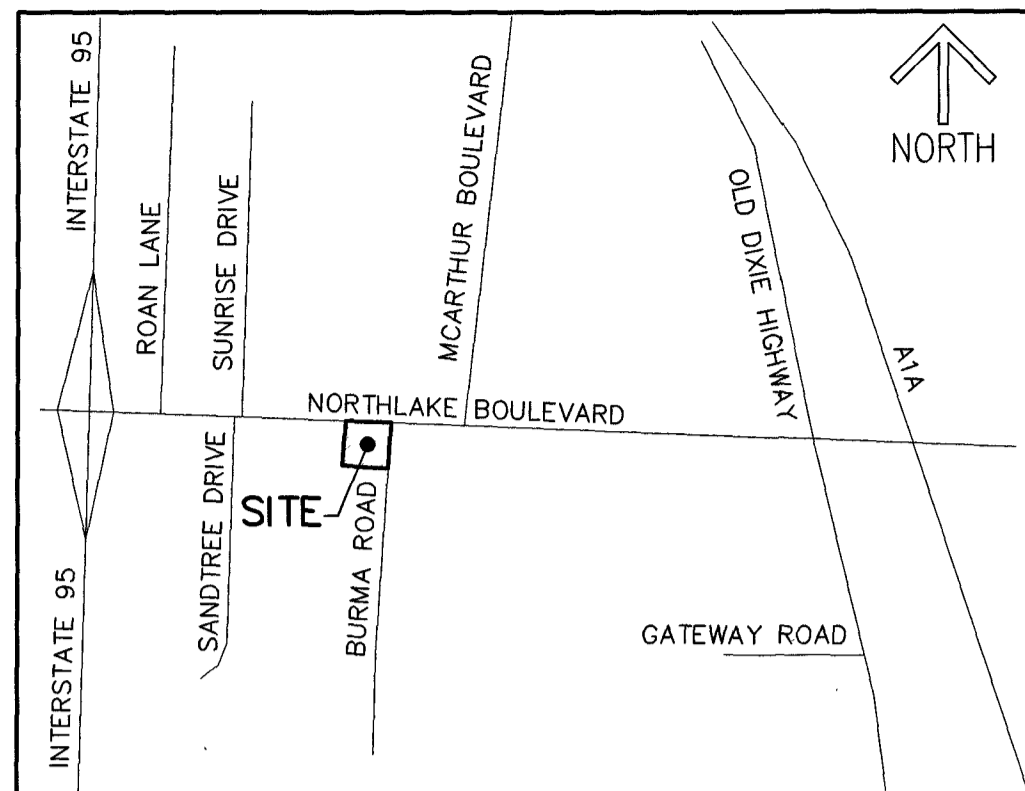 INTERSTATE 95
ROAN LANE
SUNRISE DRIVE
MCARTHUR BOULEVARD
NORTH
OLD DIXIE HIGHWAY
A1A
NORTHLAKE BOULEVARD
SITE
SANDTREE DRIVE
BURMA ROAD
GATEWAY ROAD
INTERSTATE 95